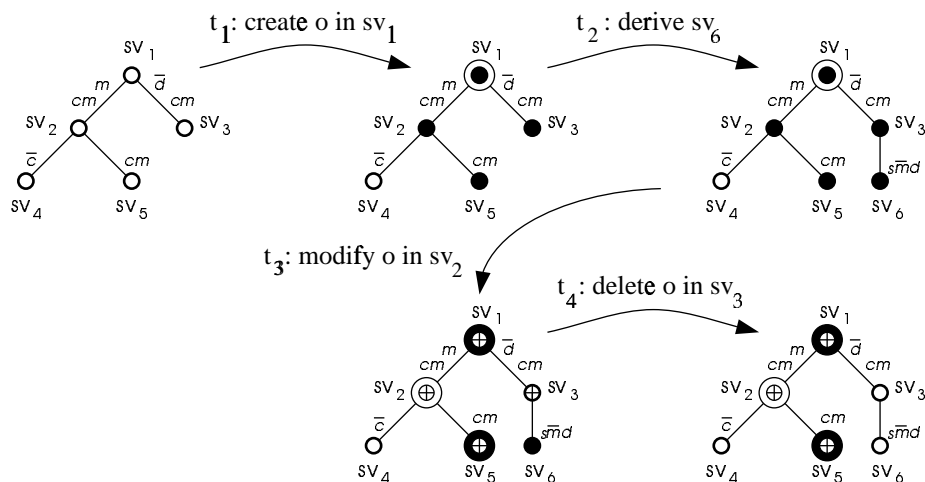 t1: create o in sv1
t2: derive sv6
sv1
m
d̅
cm
cm
sv2
sv3
c̅
cm
sv4
sv5
sv1
m
d̅
cm
cm
sv2
sv3
c̅
cm
sv4
sv5
sv1
m
d̅
cm
cm
sv2
sv3
c̅
cm
sm̅d
sv4
sv5
sv6
t3: modify o in sv2
t4: delete o in sv3
sv1
m
d̅
cm
cm
sv2
sv3
c̅
cm
sm̅d
sv4
sv5
sv6
sv1
m
d̅
cm
cm
sv2
sv3
c̅
cm
sm̅d
sv4
sv5
sv6